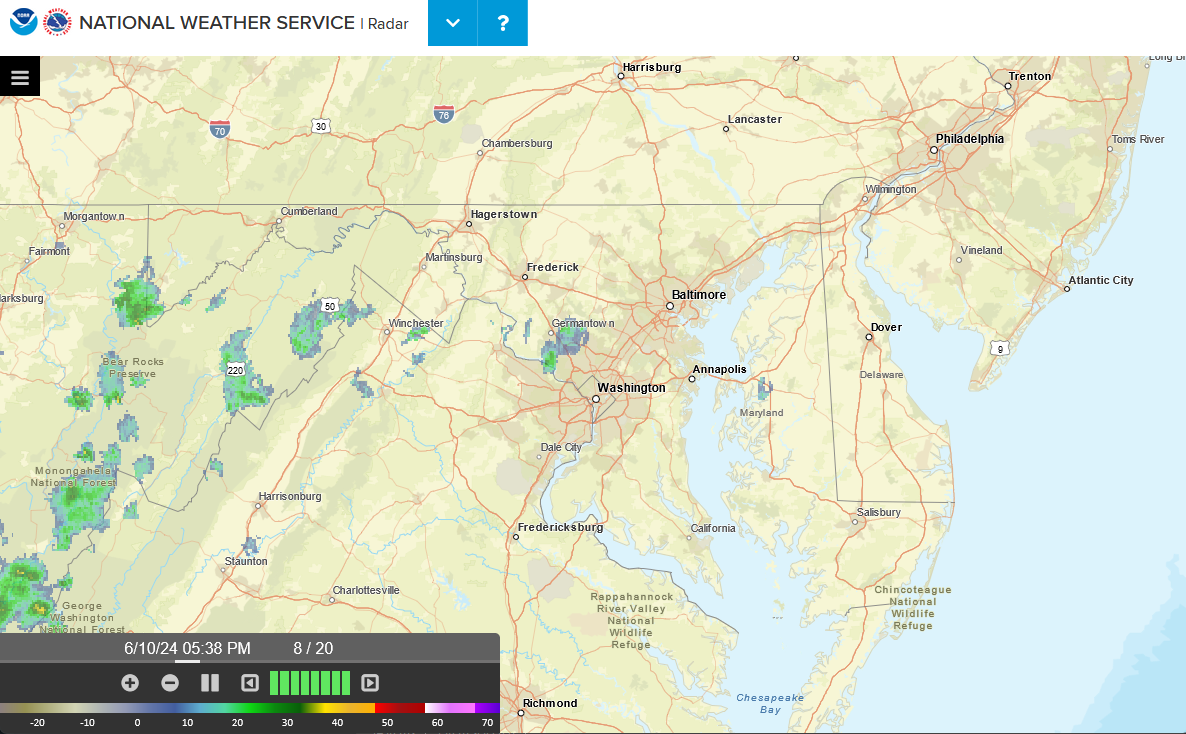 NOAA
NATIONAL WEATHER SERVICE | Radar
?
Harrisburg
Trenton
70
30
76
Lancaster
Chambersburg
Philadelphia
Toms River
Wilmington
Morgantown
Cumberland
Hagerstown
Fairmont
Martinsburg
Vineland
Frederick
Atlantic City
arksburg
50
Baltimore
Winchester
Germantown
Dover
9
Bear Rocks
Preserve
220
Annapolis
Delaware
Washington
Maryland
Dale City
Monongahela
National Forest
Harrisonburg
Salisbury
Fredericksburg
California
Staunton
Charlottesville
Rappahannock
River Valley
National
Wildlife
Refuge
Chincoteague
National
Wildlife
Refuge
George
Washington
National Forest
6/10/24 05:38 PM 8 / 20
Chesapeake
Bay
Richmond
-20 -10 0 10 20 30 40 50 60 70